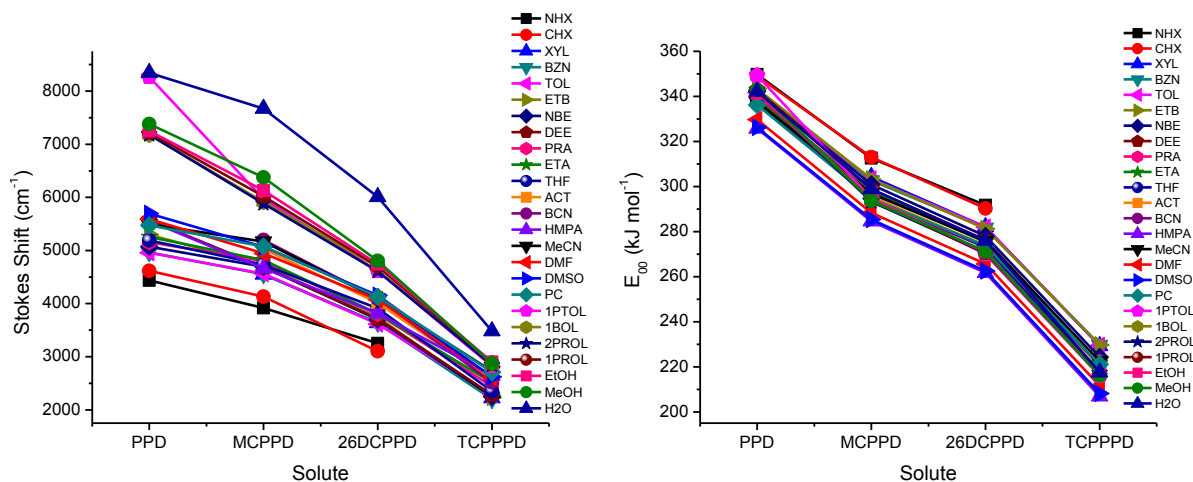 Stokes Shift (cm⁻¹)
8000
7000
6000
5000
4000
3000
2000
PPD MCPPD 26DCPPD TCPPPD
Solute
NHX
CHX
XYL
BZN
TOL
ETB
NBE
DEE
PRA
ETA
THF
ACT
BCN
HMPA
MeCN
DMF
DMSO
PC
1PTOL
1BOL
2PROL
1PROL
EtOH
MeOH
H2O
E₀₀ (kJ mol⁻¹)
360
340
320
300
280
260
240
220
200
PPD MCPPD 26DCPPD TCPPPD
Solute
NHX
CHX
XYL
BZN
TOL
ETB
NBE
DEE
PRA
ETA
THF
ACT
BCN
HMPA
MeCN
DMF
DMSO
PC
1PTOL
1BOL
2PROL
1PROL
EtOH
MeOH
H2O